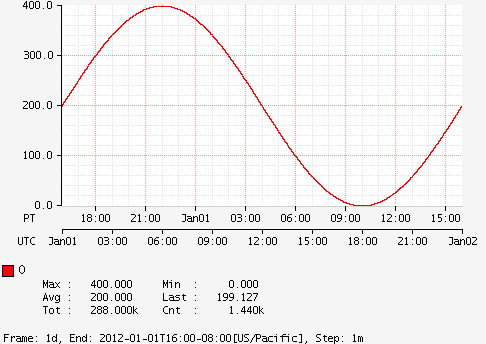 400.0
300.0
200.0
100.0
0.0
PT 18:00 21:00 Jan01 03:00 06:00 09:00 12:00 15:00
UTC Jan01 03:00 06:00 09:00 12:00 15:00 18:00 21:00 Jan02
0
Max : 400.000 Min : 0.000
Avg : 200.000 Last : 199.127
Tot : 288.000k Cnt : 1.440k
Frame: 1d, End: 2012-01-01T16:00-08:00[US/Pacific], Step: 1m